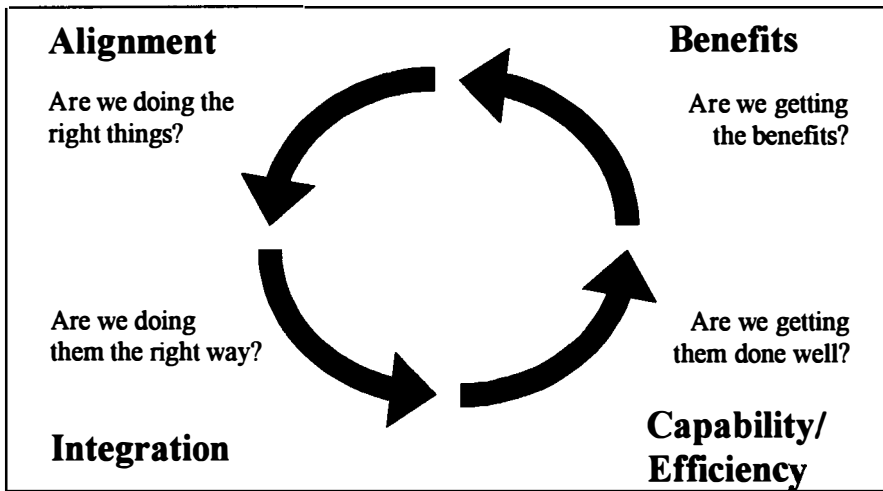 Alignment
Are we doing the
right things?
Benefits
Are we getting
the benefits?
Are we doing
them the right way?
Integration
Are we getting
them done well?
Capability/
Efficiency